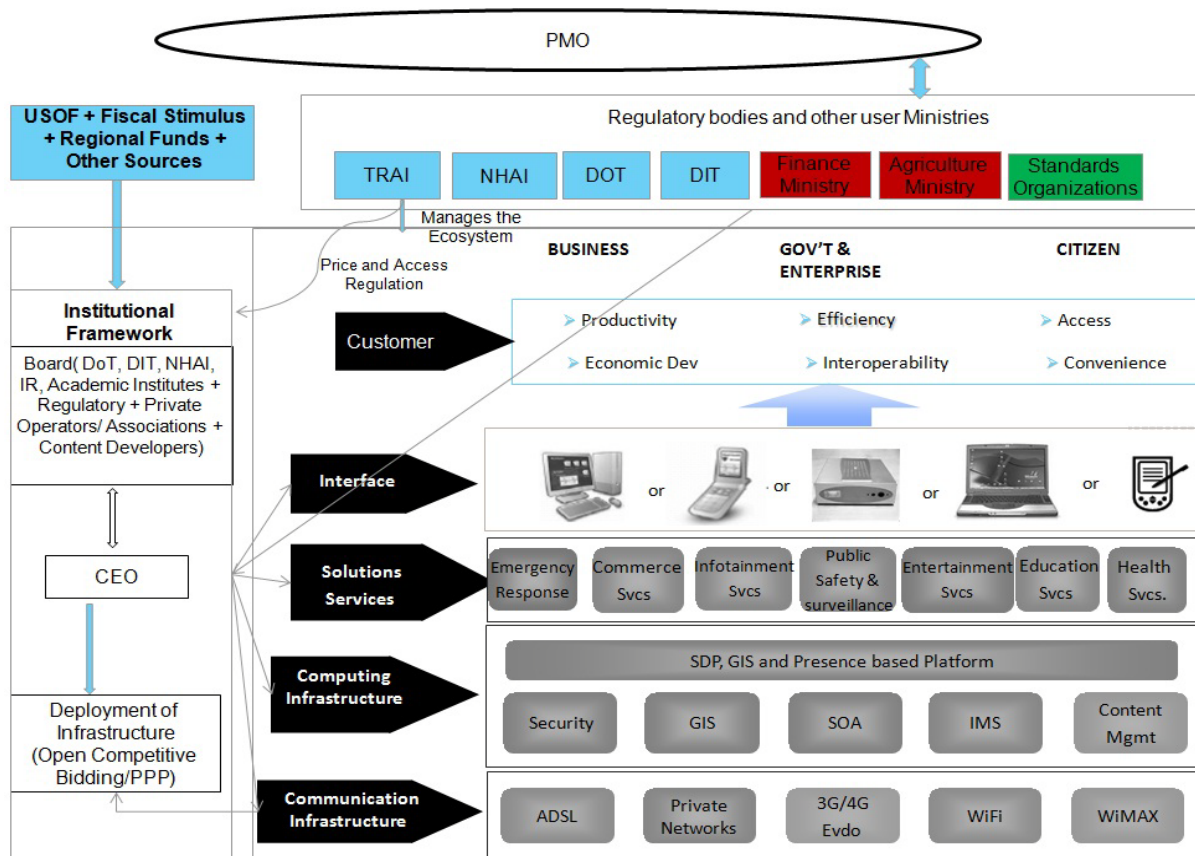 PMO
USOF + Fiscal Stimulus
+ Regional Funds +
Other Sources
Regulatory bodies and other user Ministries
TRAI
NHAI
DOT
DIT
Finance
Ministry
Agriculture
Ministry
Standards
Organizations
Manages the
Ecosystem
Price and Access
Regulation
BUSINESS
GOV'T &
ENTERPRISE
CITIZEN
Institutional
Framework
Board( DoT, DIT, NHAI,
IR, Academic Institutes +
Regulatory + Private
Operators/ Associations +
Content Developers)
CEO
Deployment of
Infrastructure
(Open Competitive
Bidding/PPP)
Customer
Productivity
Efficiency
Access
Economic Dev
Interoperability
Convenience
Interface
or
. or
or
or
Solutions
Services
Emergency
Response
Commerce
Svcs
Infotainment
Svcs
Public
Safety &
surveillance
Entertainment
Svcs
Education
Svcs
Health
Svcs.
Computing
Infrastructure
SDP, GIS and Presence based Platform
Security
GIS
SOA
IMS
Content
Mgmt
Communication
Infrastructure
ADSL
Private
Networks
3G/4G
Evdo
WiFi
WiMAX